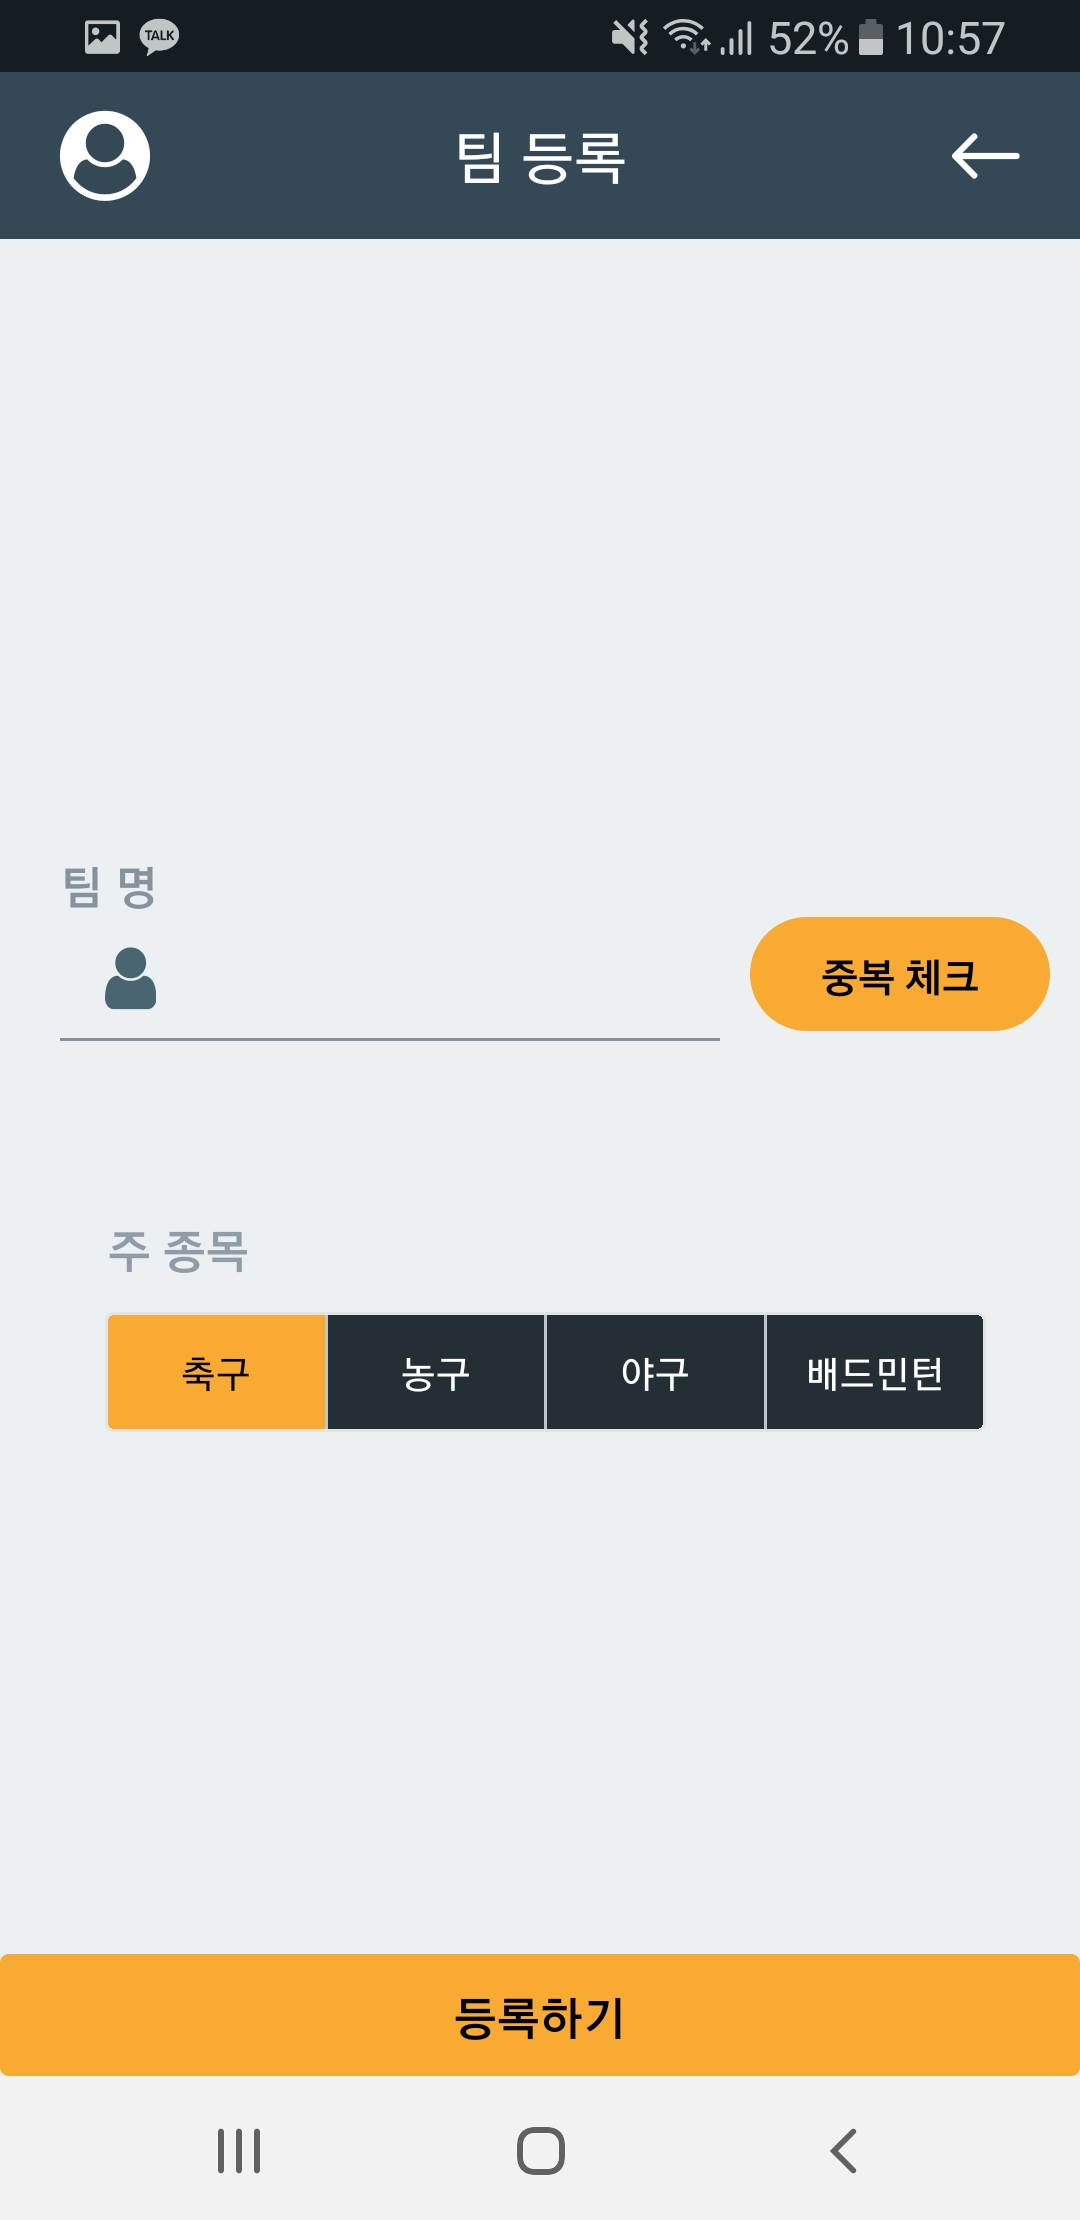 TALK 52% 10:57
팀 등록
팀 명
중복 체크
주 종목
축구 농구 야구 배드민턴
등록하기